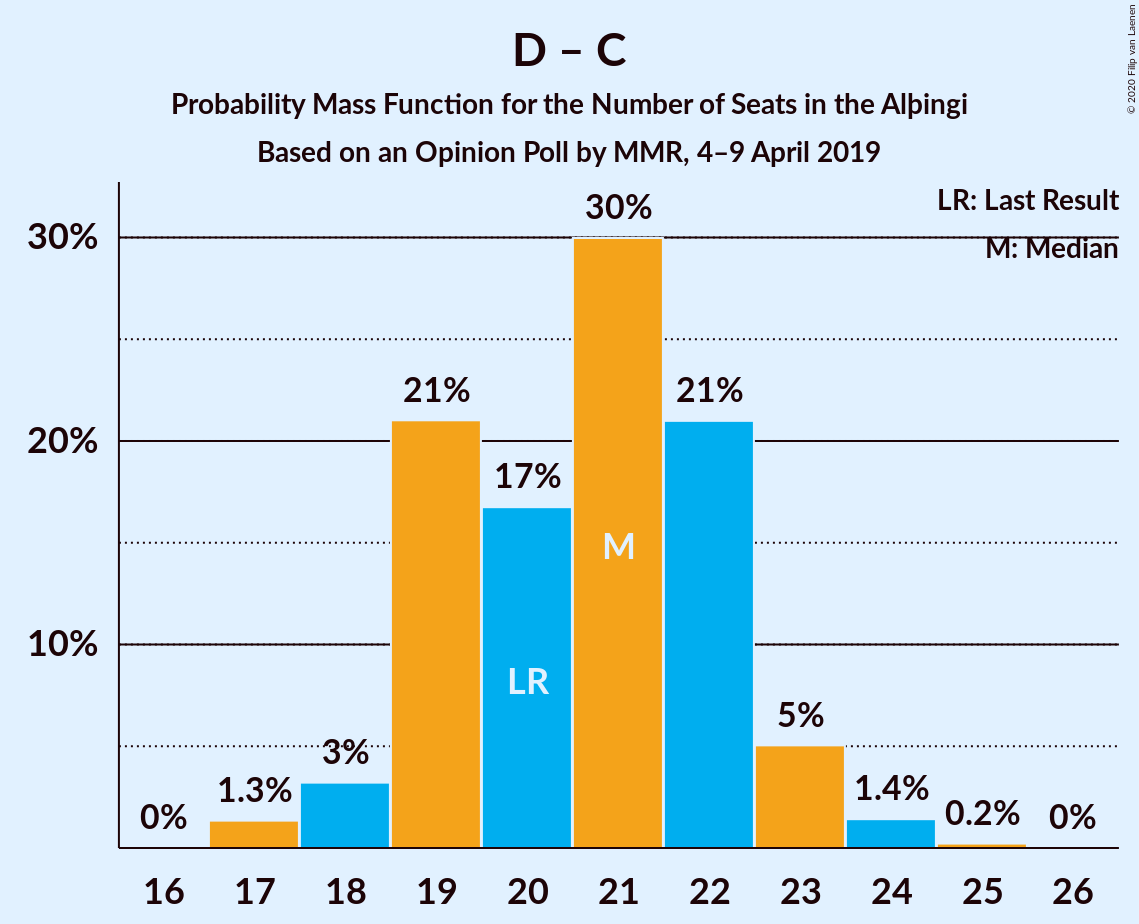 D – C
Probability Mass Function for the Number of Seats in the Alþingi
Based on an Opinion Poll by MMR, 4–9 April 2019
© 2020 Filip van Laenen
LR: Last Result
M: Median
30%
20%
10%
0%
1.3%
3%
21%
17%
30%
21%
5%
1.4%
0.2%
0%
LR
M
16 17 18 19 20 21 22 23 24 25 26